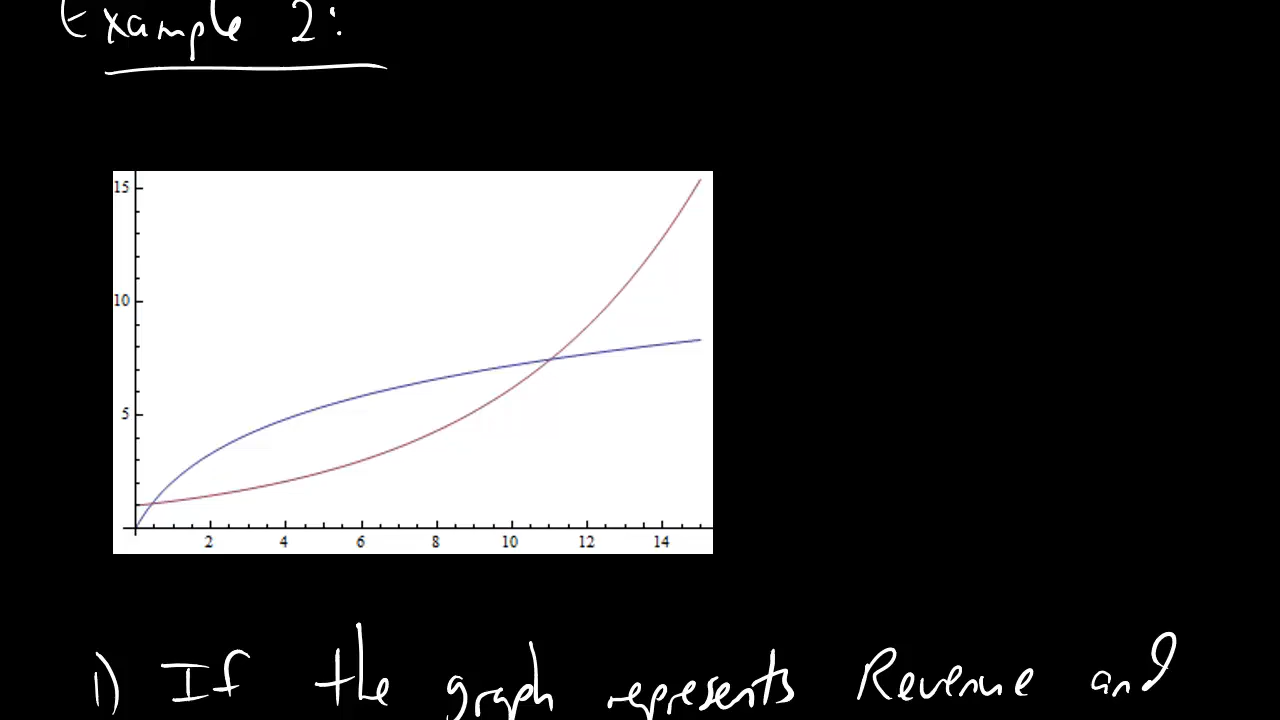 Example 2:
15
10
5
2 4 6 8 10 12 14
1) If the graph represents Revenue and